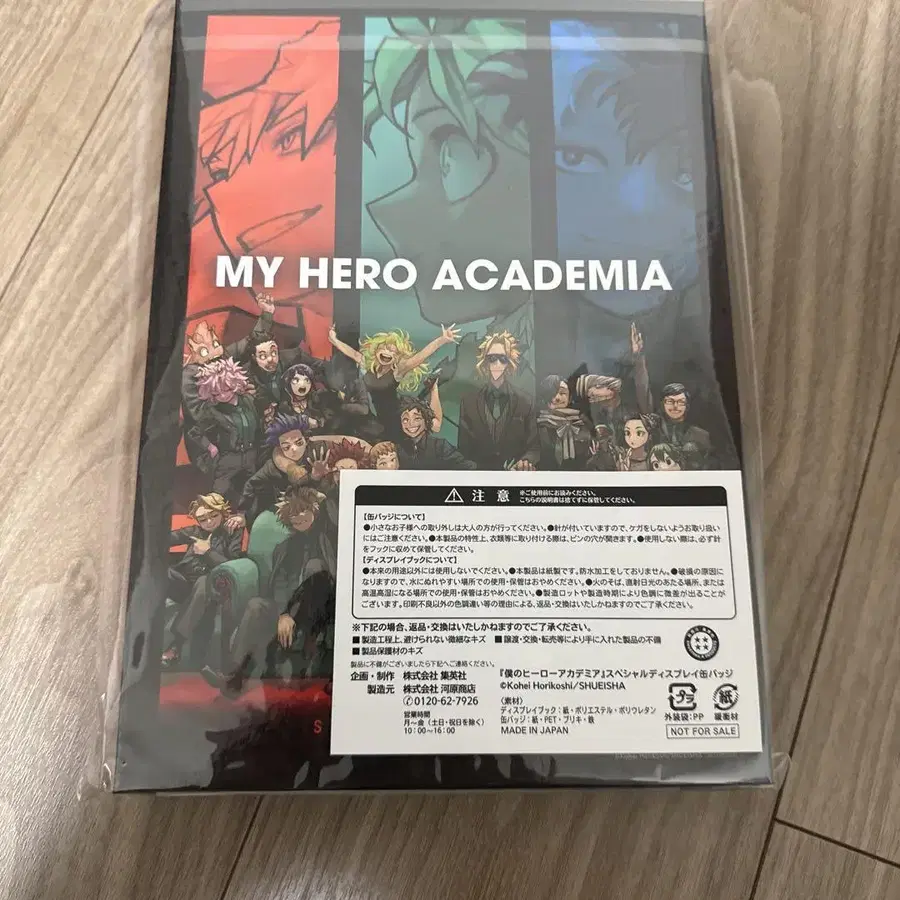 MY HERO ACADEMIA
注意 ※ご使用前にお読みください。
こちらの説明書は捨てずに保管してください。
【缶バッジについて】
●小さなお子様への取り外しは大人の方が行ってください。●針が付いていますので、ケガをしないようお取り扱い
にはご注意ください。●本製品の特性上、衣類等に取り付ける際は、ピンの穴が開きます。●使用しない際は、必ず針
をフックに収めて保管してください。
【ディスプレイブックについて】
●本来の用途以外には使用しないでください。●本製品は紙製です。防水加工をしておりません。●破損の原因に
なりますので、水にぬれやすい場所での使用・保管はおやめください。●火のそば、直射日光のあたる場所、または
高温高湿になる場所での使用・保管はおやめください。●製造ロットや製造時期により色調に微差が出ることが
ございます。印刷不良以外の色調違い等の理由による、返品・交換はいたしかねますのでご了承ください。
※下記の場合、返品・交換はいたしかねますのでご了承ください。
■製造工程上、避けられない微細なキズ ■譲渡・交換・転売等により手に入れた製品の不備
■製品保護材のキズ
製品に不備がございましたら下記へご連絡ください。
企画・制作 株式会社 集英社
製造元 株式会社 河原商店
✆0120-62-7926
営業時間
月～金(土日・祝日を除く)
10:00～16:00
『僕のヒーローアカデミア』スペシャルディスプレイ缶バッジ
©Kohei Horikoshi/SHUEISHA
〈素材〉
ディスプレイブック:紙・ポリエステル・ポリウレタン
缶バッジ:紙・PET・ブリキ・鉄
MADE IN JAPAN
プラ
外装袋:PP
紙
緩衝材
NOT FOR SALE